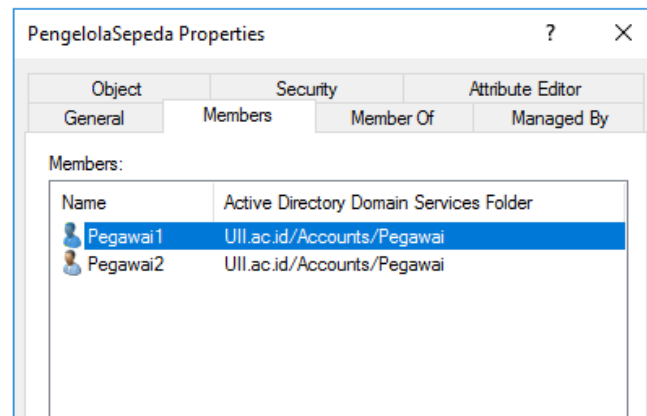 PengelolaSepeda Properties ? ×
Object Security Attribute Editor
General Members Member Of Managed By
Members:
Name Active Directory Domain Services Folder
Pegawai1 UII.ac.id/Accounts/Pegawai
Pegawai2 UII.ac.id/Accounts/Pegawai